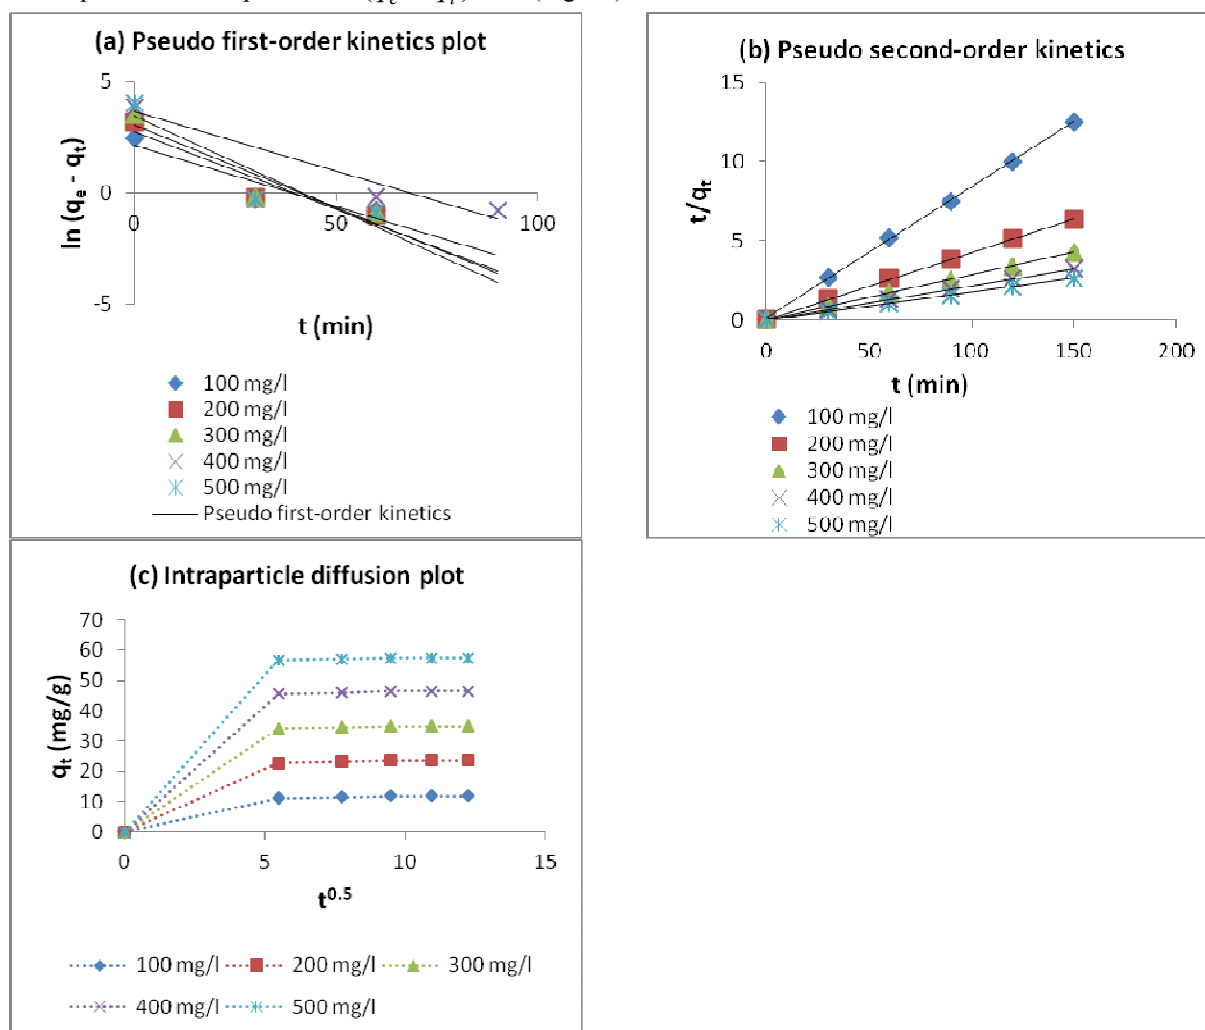 (a) Pseudo first-order kinetics plot
5
0
-5
0
50
100
ln (qe - qt)
t (min)
100 mg/l
200 mg/l
300 mg/l
400 mg/l
500 mg/l
Pseudo first-order kinetics
(b) Pseudo second-order kinetics
15
10
5
0
0
50
100
150
200
t/qt
t (min)
100 mg/l
200 mg/l
300 mg/l
400 mg/l
500 mg/l
(c) Intraparticle diffusion plot
70
60
50
40
30
20
10
0
0
5
10
15
qt (mg/g)
t0.5
100 mg/l 200 mg/l 300 mg/l
400 mg/l 500 mg/l